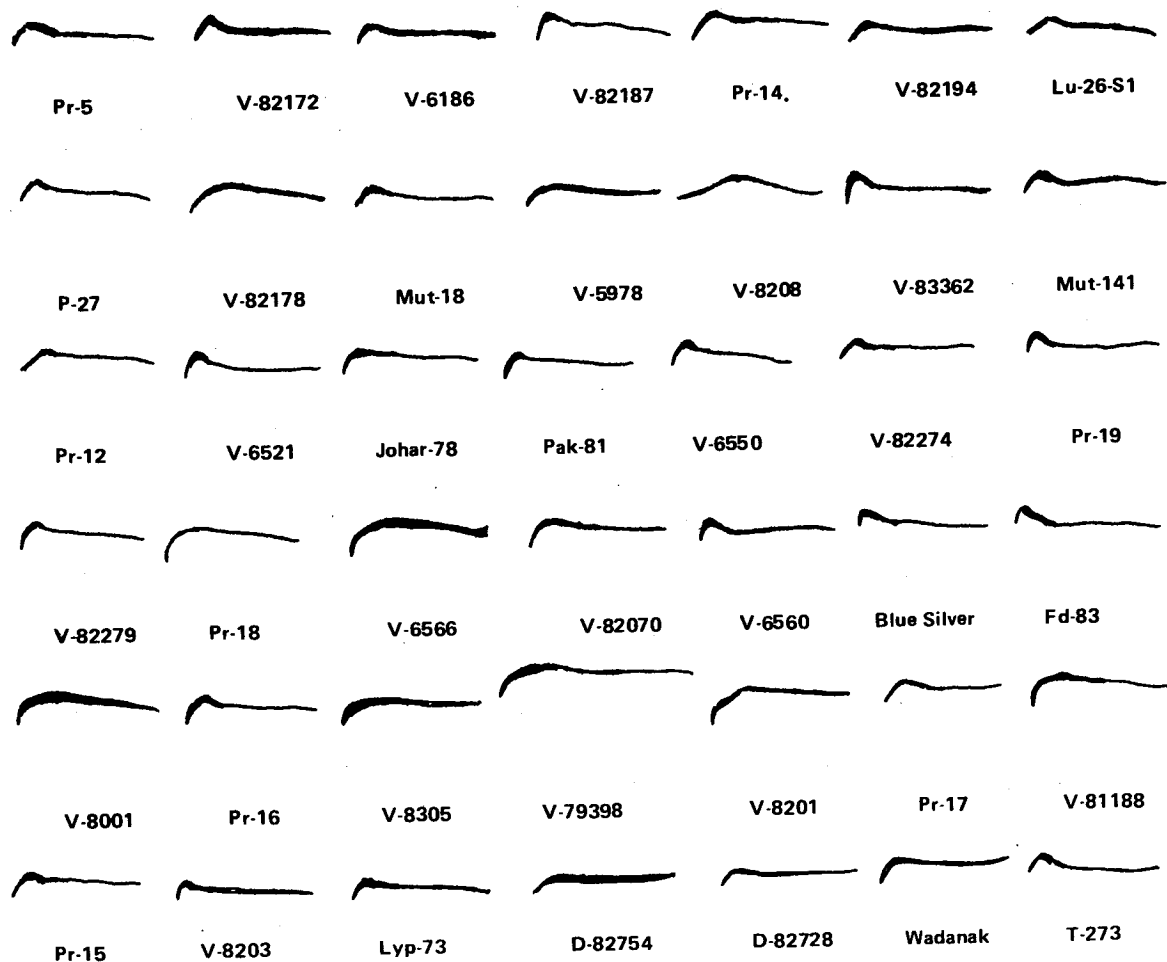 Pr-5 V-82172 V-6186 V-82187 Pr-14. V-82194 Lu-26-S1
P-27 V-82178 Mut-18 V-5978 V-8208 V-83362 Mut-141
Pr-12 V-6521 Johar-78 Pak-81 V-6550 V-82274 Pr-19
V-82279 Pr-18 V-6566 V-82070 V-6560 Blue Silver Fd-83
V-8001 Pr-16 V-8305 V-79398 V-8201 Pr-17 V-81188
Pr-15 V-8203 Lyp-73 D-82754 D-82728 Wadanak T-273